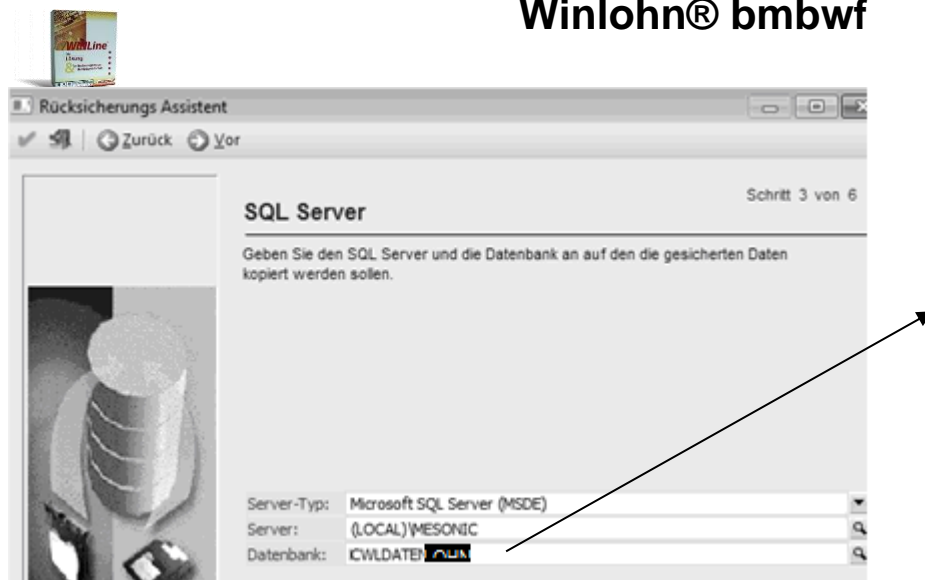 Winlohn® bmbwf
WINLine
Lösung
Rücksicherungs Assistent
Zurück Vor
Schritt 3 von 6
SQL Server
Geben Sie den SQL Server und die Datenbank an auf den die gesicherten Daten
kopiert werden sollen.
Server-Typ: Microsoft SQL Server (MSDE)
Server: (LOCAL)\MESONIC
Datenbank: